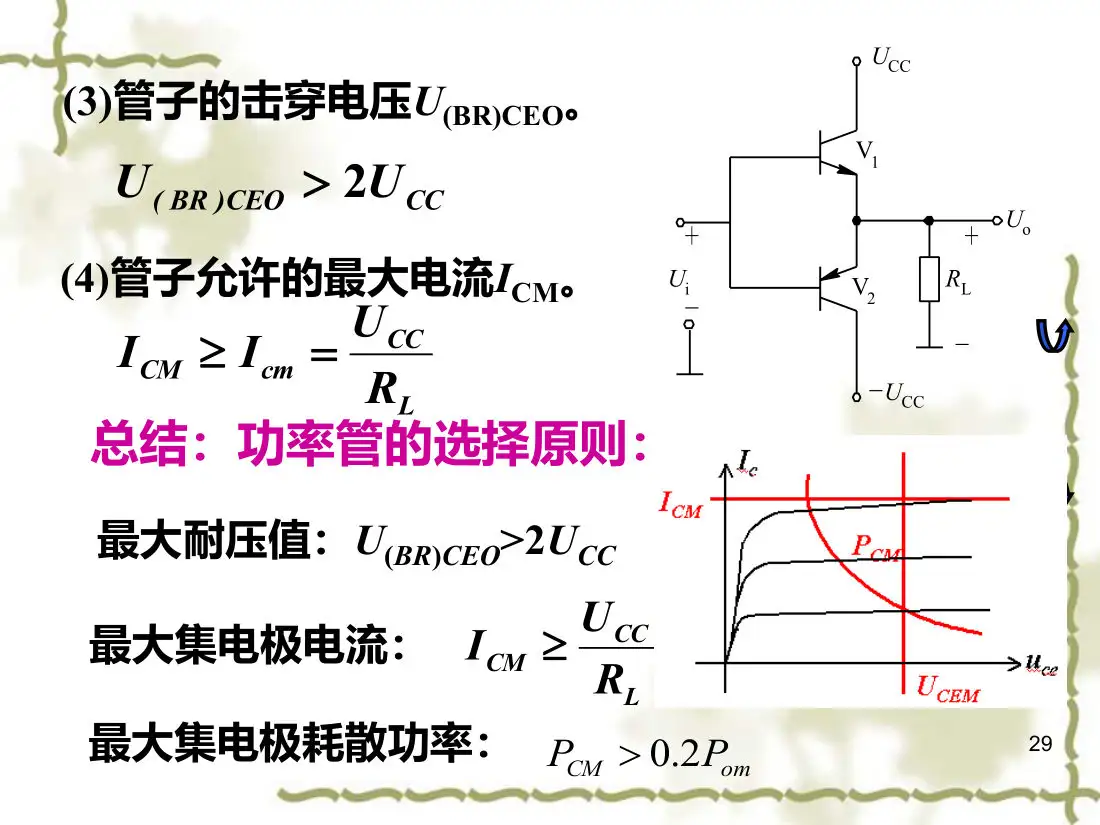 (3)管子的击穿电压U(BR)CEO。
U( BR )CEO > 2UCC
(4)管子允许的最大电流ICM。
ICM ≥ Icm = UCC / RL
总结：功率管的选择原则：
最大耐压值：U(BR)CEO>2UCC
最大集电极电流： ICM ≥ UCC / RL
最大集电极耗散功率： PCM > 0.2Pom
UCC
V1
+
+
Uo
Ui
V2
RL
−
−
−UCC
Ic
ICM
PCM
uce
UCEM
29